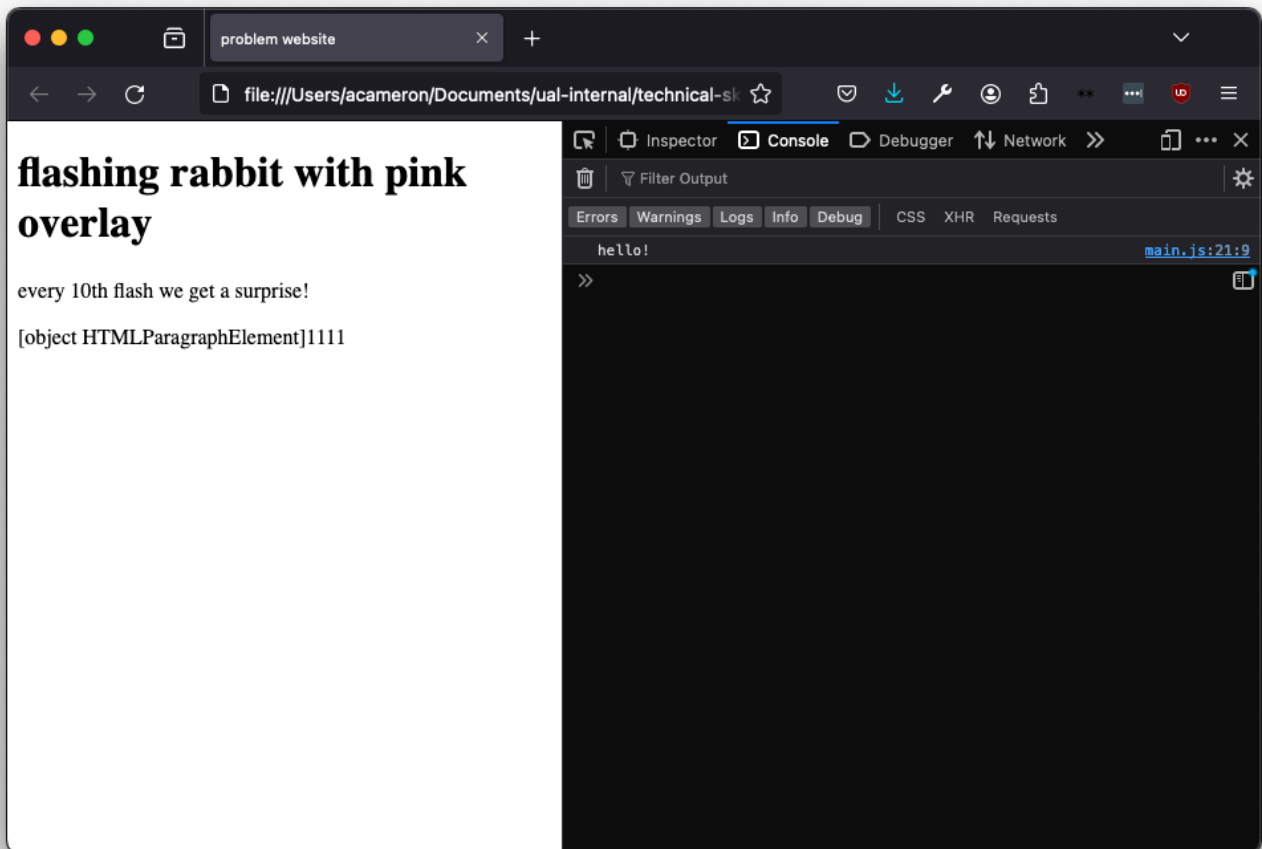 problem website
file:///Users/acameron/Documents/ual-internal/technical-sk
flashing rabbit with pink
overlay
every 10th flash we get a surprise!
[object HTMLParagraphElement]1111
Inspector Console Debugger Network
Filter Output
Errors Warnings Logs Info Debug CSS XHR Requests
hello! main.js:21:9